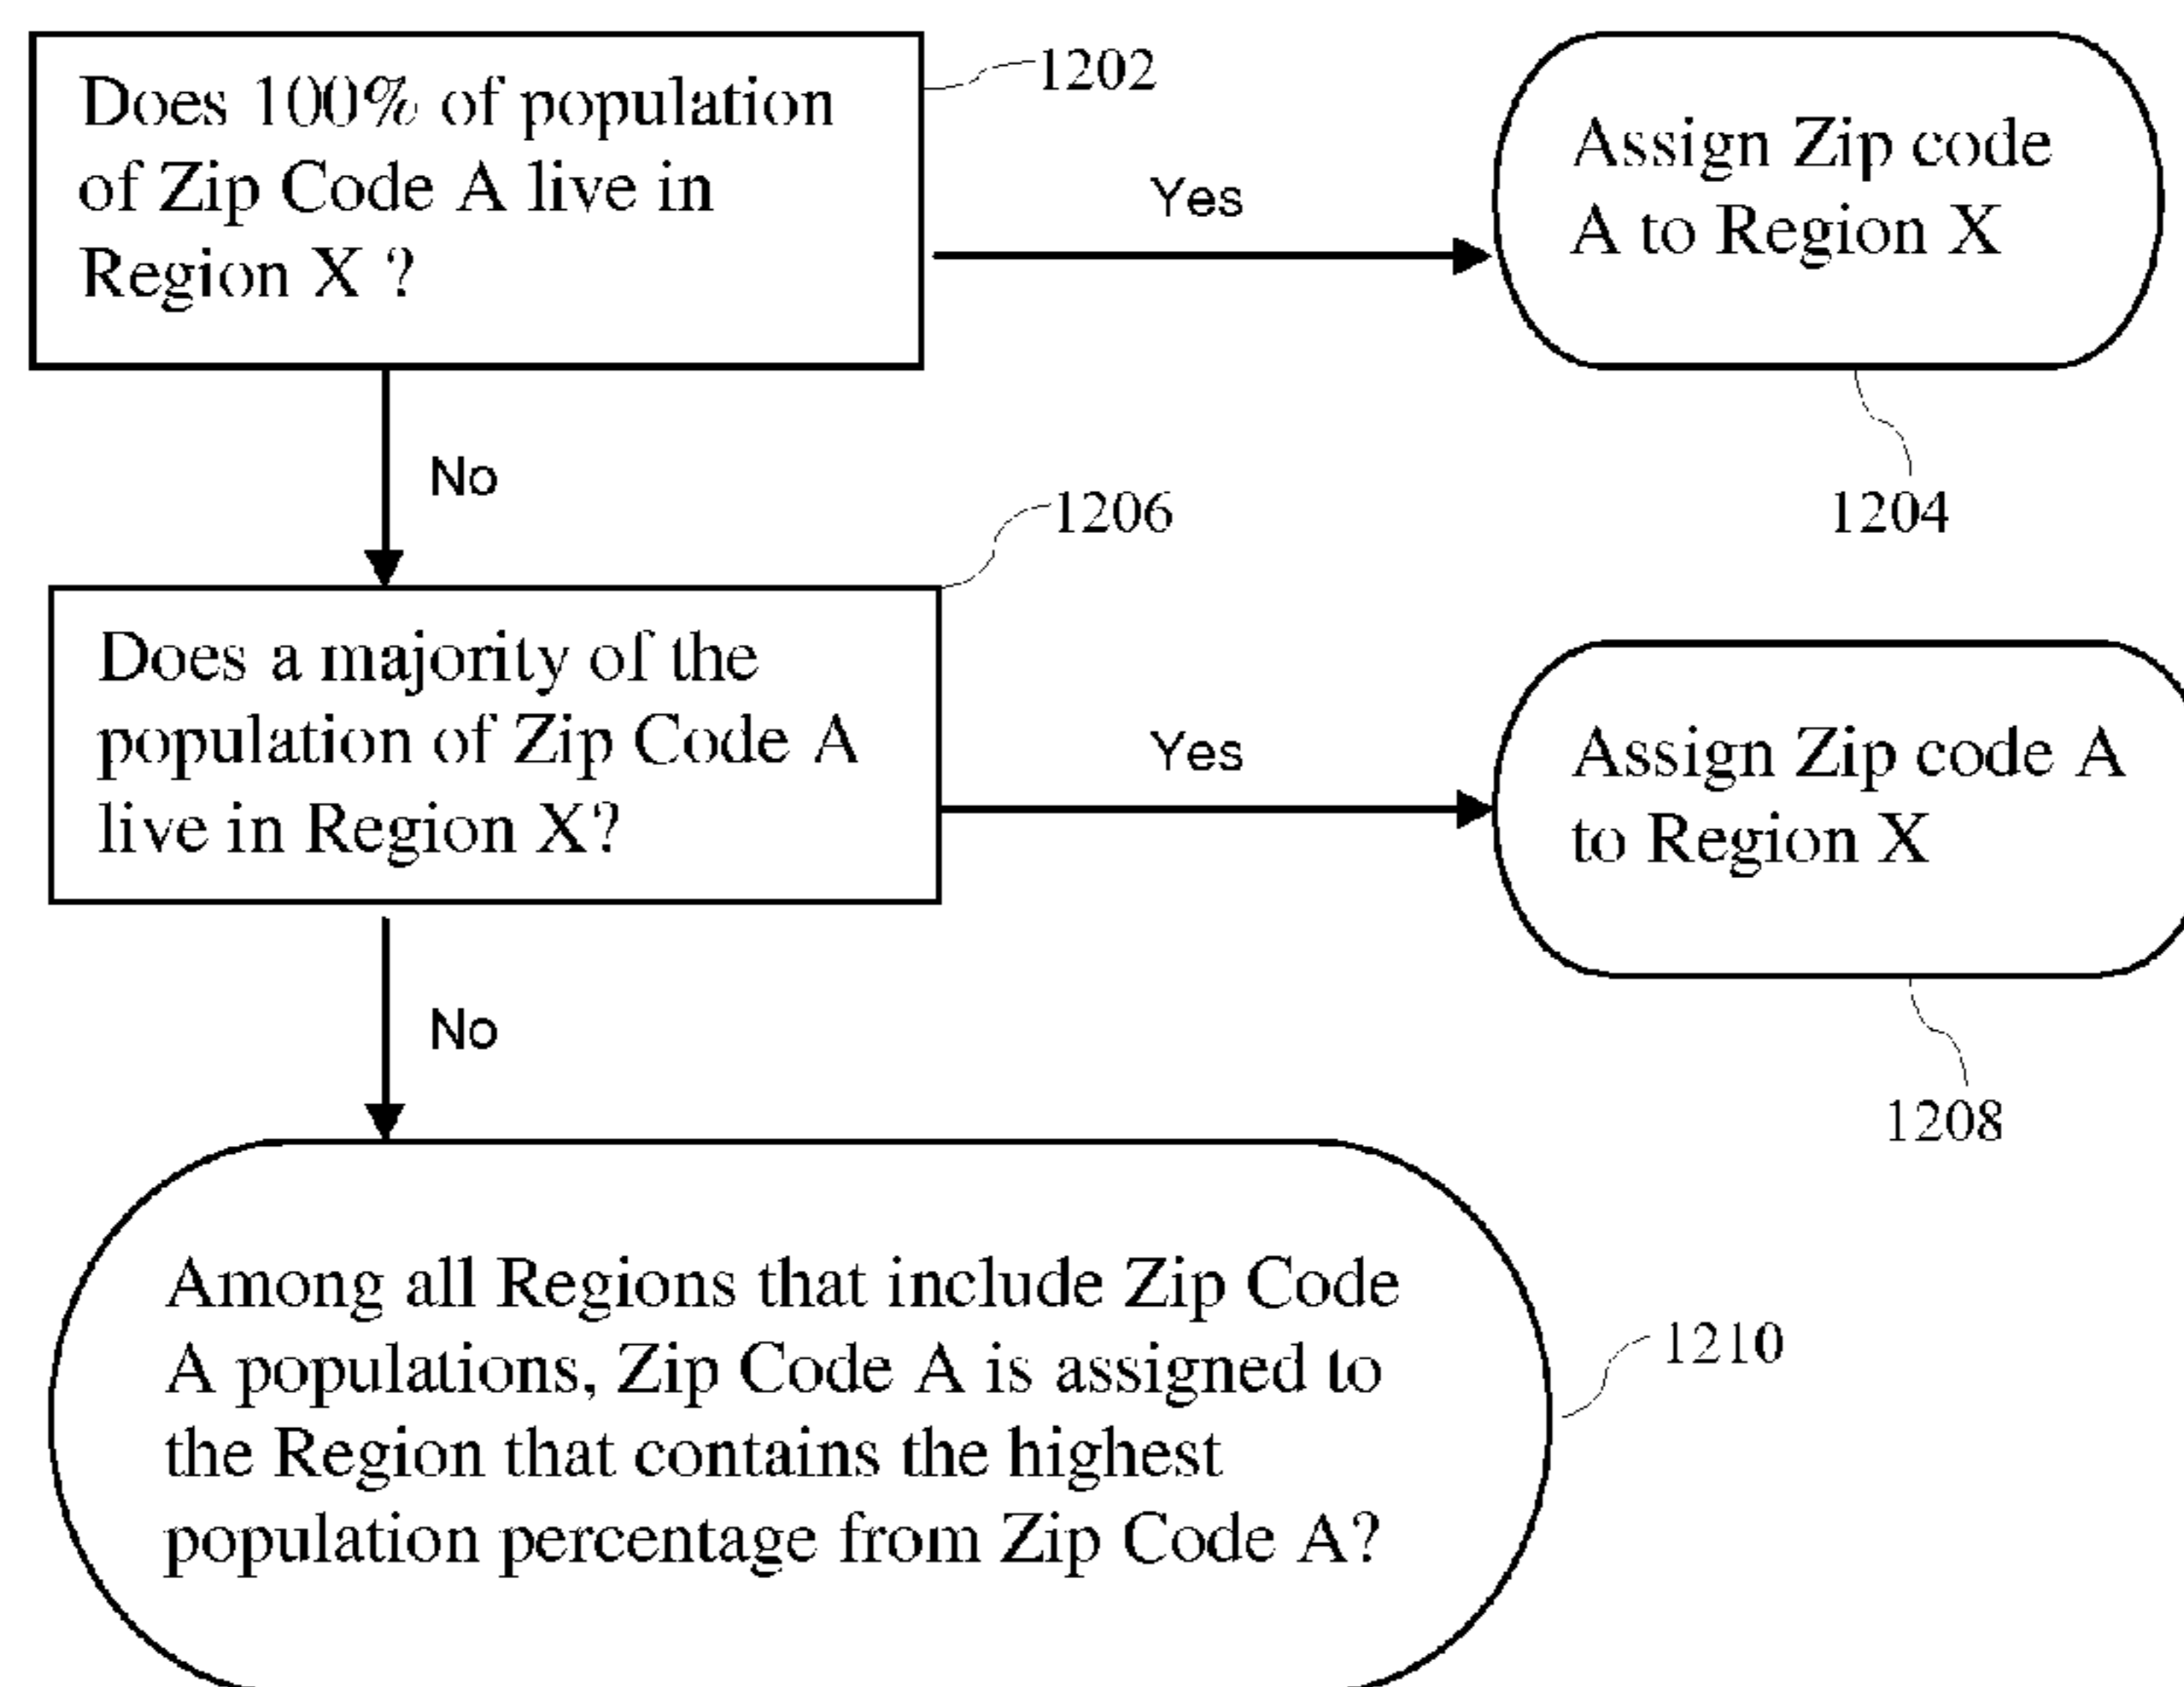 Does 100% of population
of Zip Code A live in
Region X ?
1202
Yes
Assign Zip code
A to Region X
1204
No
1206
Does a majority of the
population of Zip Code A
live in Region X?
Yes
Assign Zip code A
to Region X
1208
No
Among all Regions that include Zip Code
A populations, Zip Code A is assigned to
the Region that contains the highest
population percentage from Zip Code A?
1210